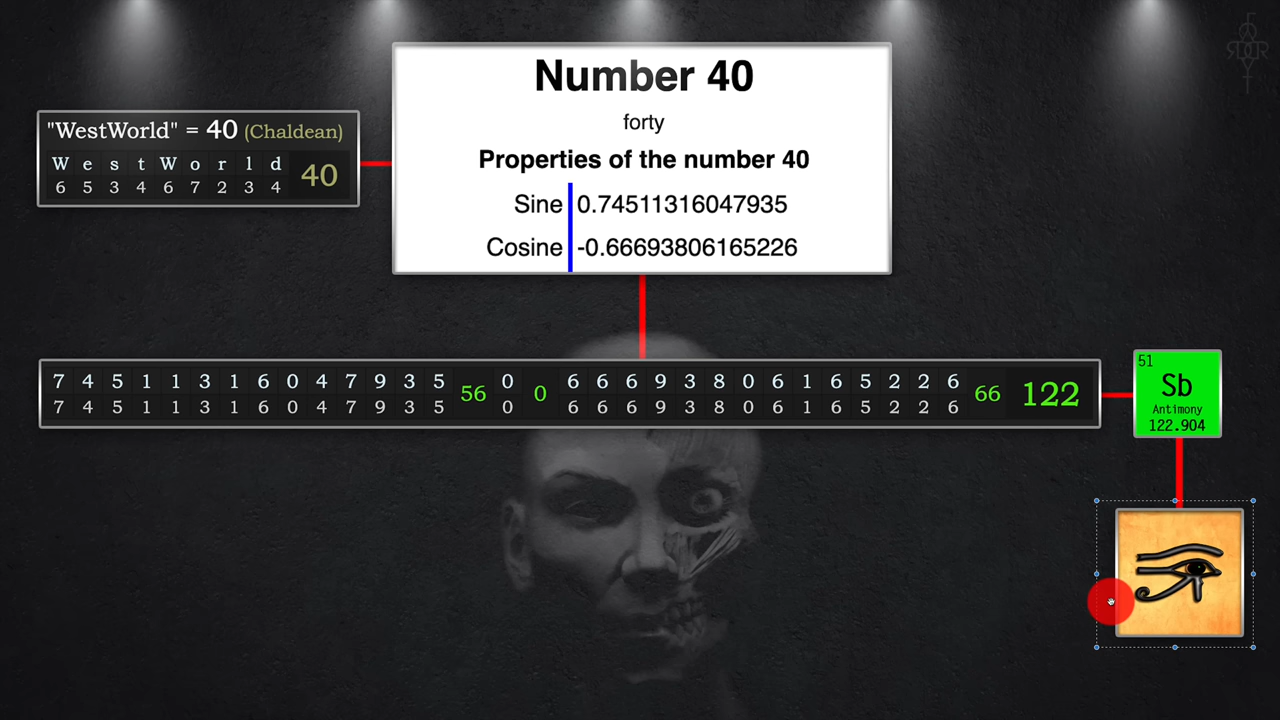 "WestWorld" = 40 (Chaldean)
W e s t W o r l d
6 5 3 4 6 7 2 3 4
40
Number 40
forty
Properties of the number 40
Sine 0.74511316047935
Cosine -0.66693806165226
7 4 5 1 1 3 1 6 0 4 7 9 3 5 56 0 0 6 6 6 9 3 8 0 6 1 6 5 2 2 6 66 122
7 4 5 1 1 3 1 6 0 4 7 9 3 5 0 6 6 6 9 3 8 0 6 1 6 5 2 2 6
51
Sb
Antimony
122.904